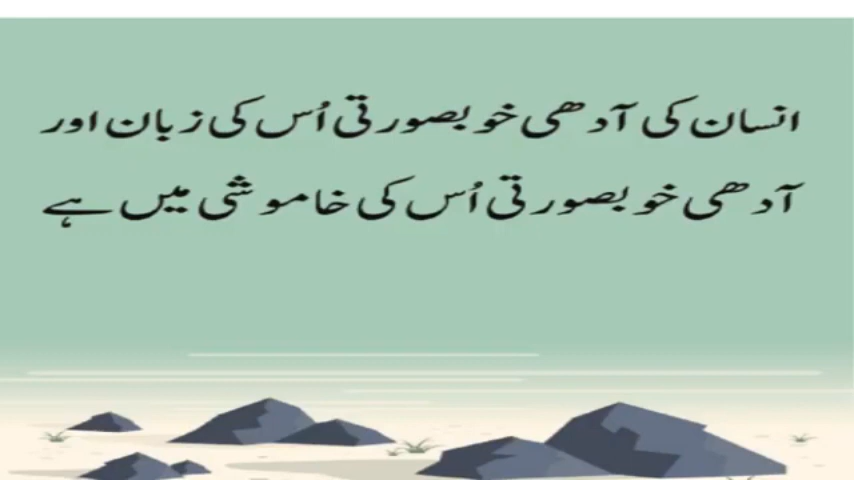 انسان کی آدھی خوبصورتی اُس کی زبان اور
آدھی خوبصورتی اُس کی خاموشی میں ہے